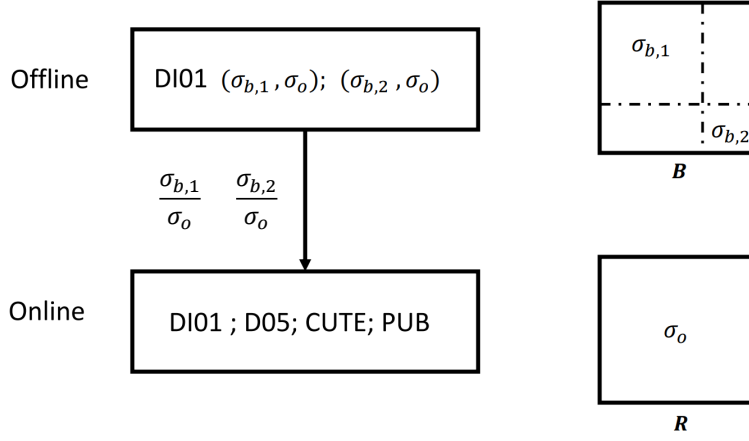 Offline
DI01 (σ_{b,1} , σ_o); (σ_{b,2} , σ_o)
σ_{b,1}
σ_{b,2}
B
σ_{b,1}/σ_o σ_{b,2}/σ_o
Online
DI01 ; D05; CUTE; PUB
σ_o
R